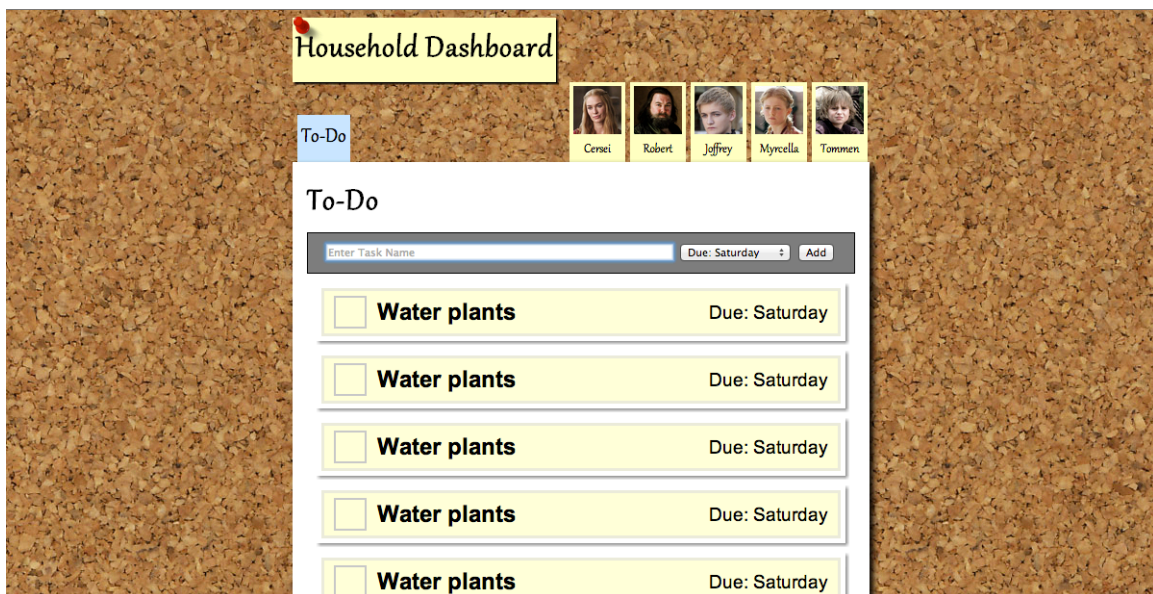 Household Dashboard
To-Do
Cersei Robert Joffrey Myrcella Tommen
To-Do
Enter Task Name Due: Saturday Add
Water plants Due: Saturday
Water plants Due: Saturday
Water plants Due: Saturday
Water plants Due: Saturday
Water plants Due: Saturday